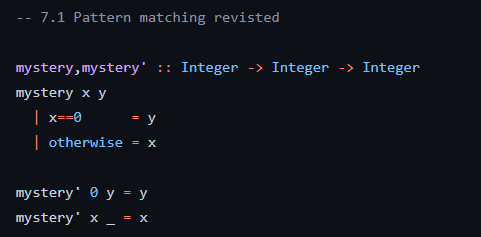 -- 7.1 Pattern matching revisted
mystery,mystery' :: Integer -> Integer -> Integer
mystery x y
  | x==0      = y
  | otherwise = x
mystery' 0 y = y
mystery' x _ = x